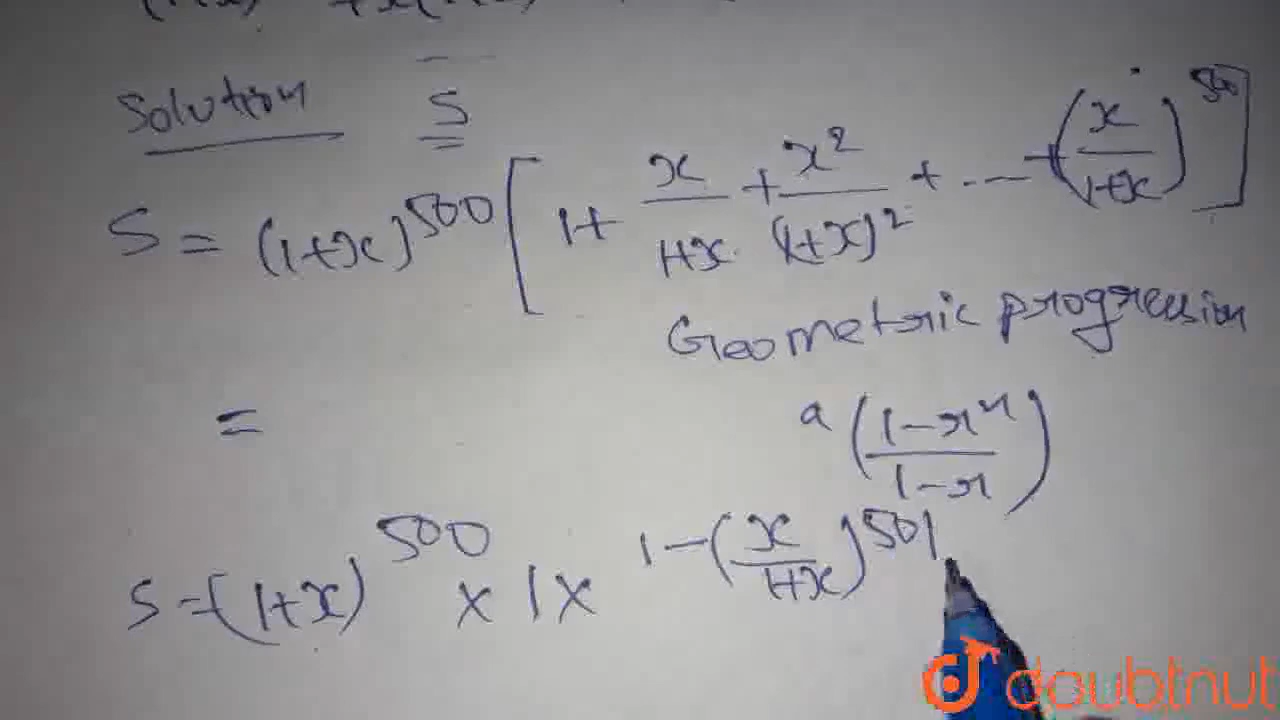 Solution S
S = (1+x)^500 [ 1 + x/(1+x) + x^2/(1+x)^2 + ... + (x/(1+x))^500 ]
Geometric progression
= a ( (1-r^n)/(1-r) )
S = (1+x)^500 x 1 x 1-(x/(1+x))^501
doubtnut